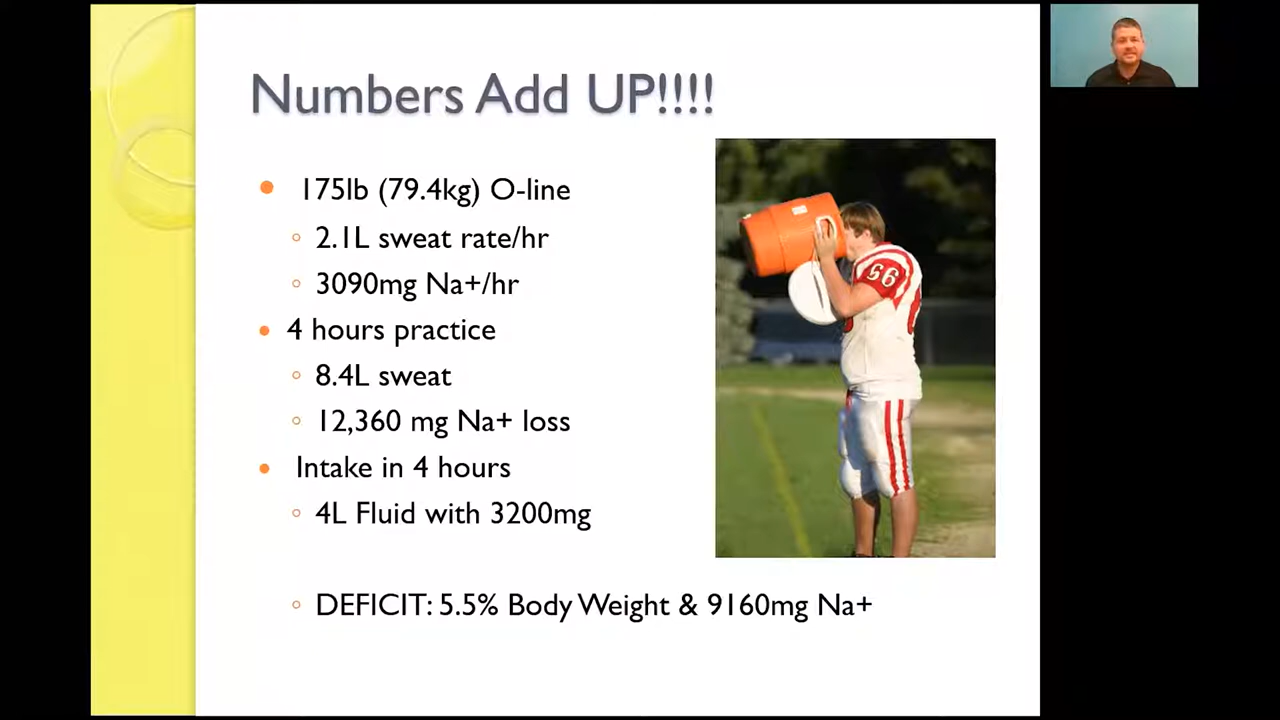 Numbers Add UP!!!!
175lb (79.4kg) O-line
2.1L sweat rate/hr
3090mg Na+/hr
4 hours practice
8.4L sweat
12,360 mg Na+ loss
Intake in 4 hours
4L Fluid with 3200mg
DEFICIT: 5.5% Body Weight & 9160mg Na+
66